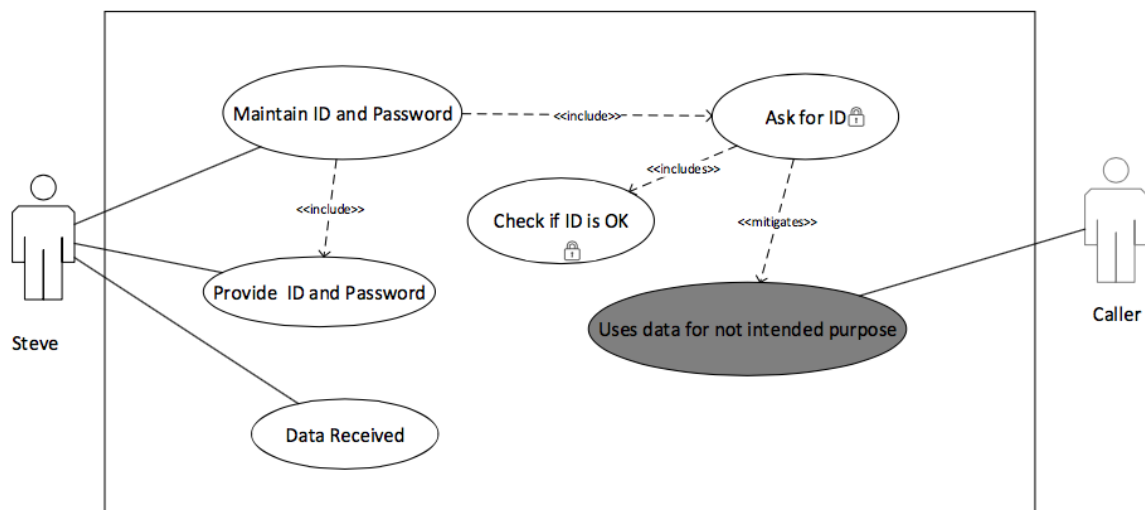 Maintain ID and Password
<<include>>
Ask for ID
<<includes>>
<<include>>
Check if ID is OK
<<mitigates>>
Provide ID and Password
Uses data for not intended purpose
Steve
Caller
Data Received